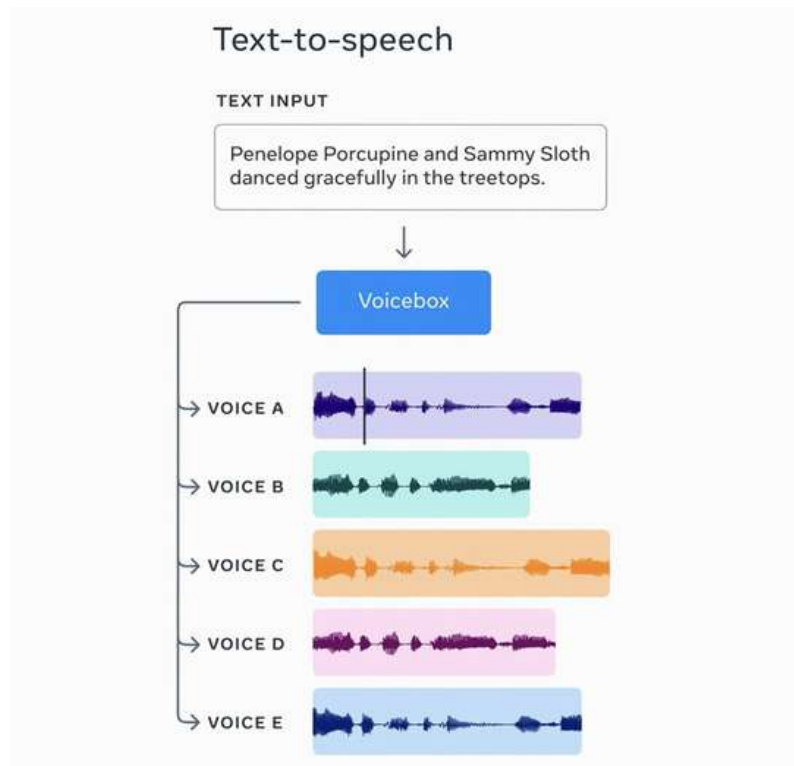 Text-to-speech
TEXT INPUT
Penelope Porcupine and Sammy Sloth
danced gracefully in the treetops.
Voicebox
VOICE A
VOICE B
VOICE C
VOICE D
VOICE E